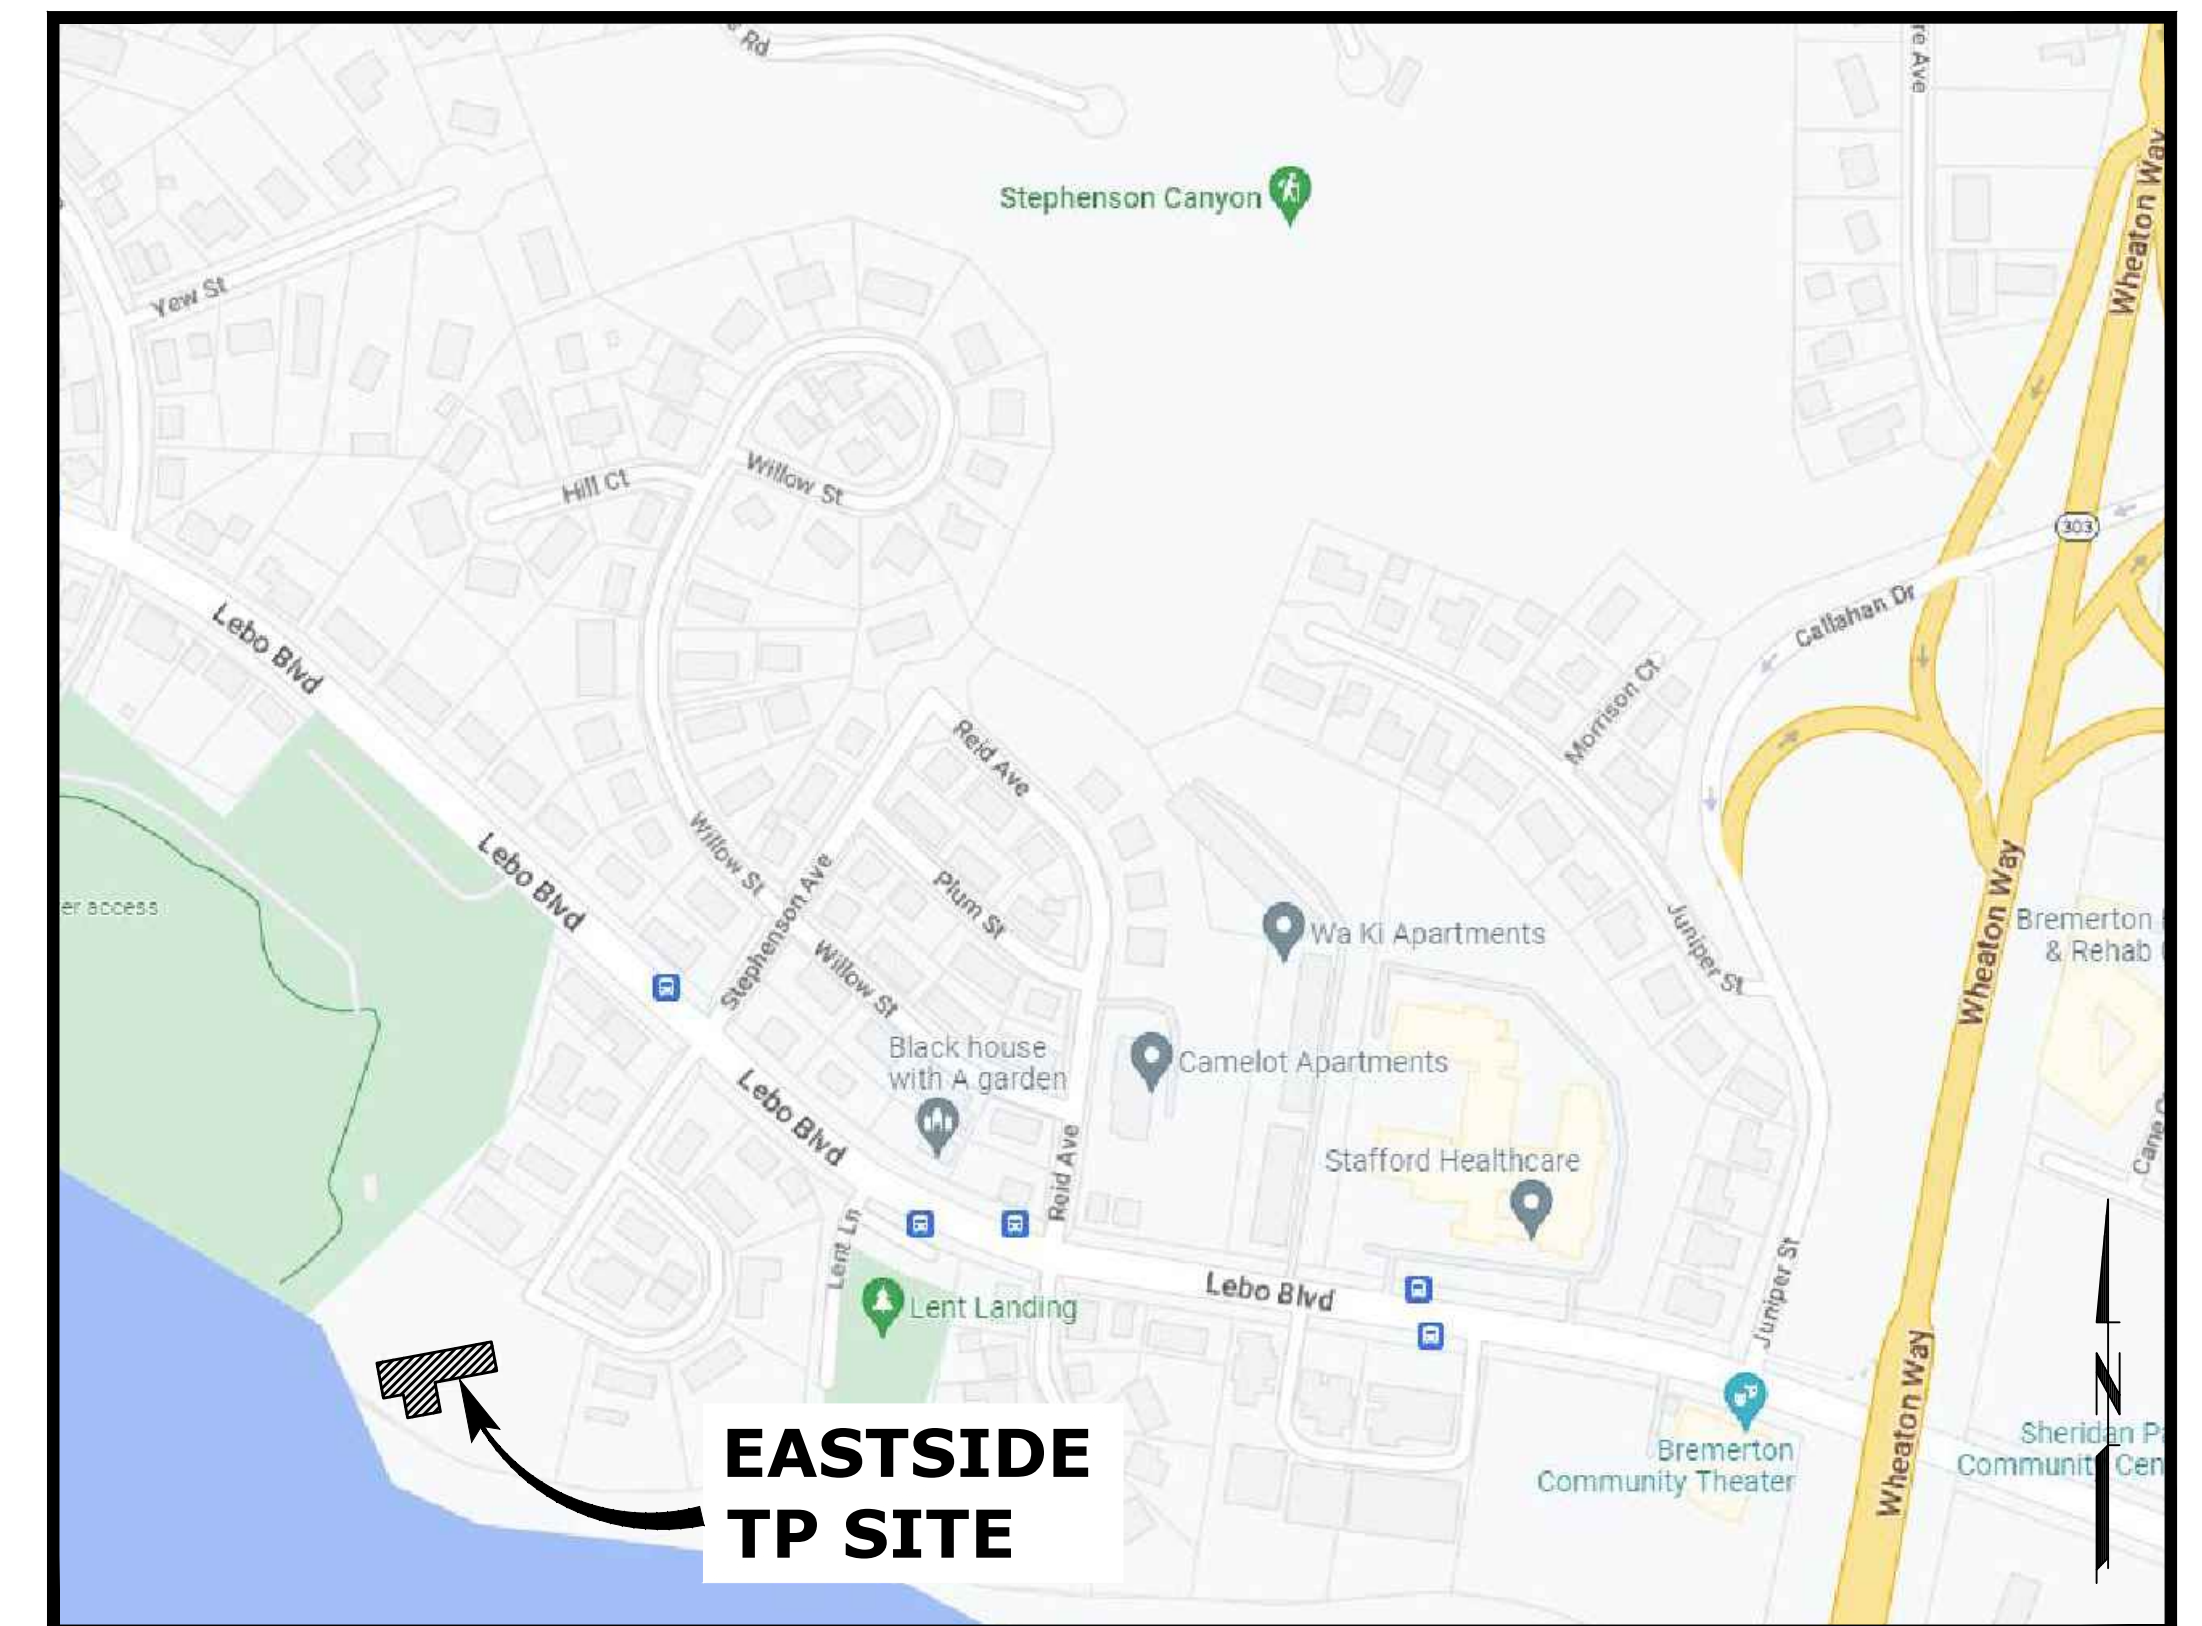 Rd
re Ave
Wheaton Way
Stephenson Canyon
Yew St
Hill Ct
Willow St
303
Callahan Dr
Lebo Blvd
Morrison Ct
Reid Ave
Lebo Blvd
Willow St
Stephenson Ave
Plum St
Willow St
er access
Wa Ki Apartments
Juniper St
Wheaton Way
Bremerton
& Rehab
Black house
with A garden
Camelot Apartments
Lebo Blvd
Reid Ave
Stafford Healthcare
Cane
Lent Ln
Lent Landing
Lebo Blvd
Juniper St
Wheaton Way
N
EASTSIDE
TP SITE
Bremerton
Community Theater
Sheridan P
Communit Cen